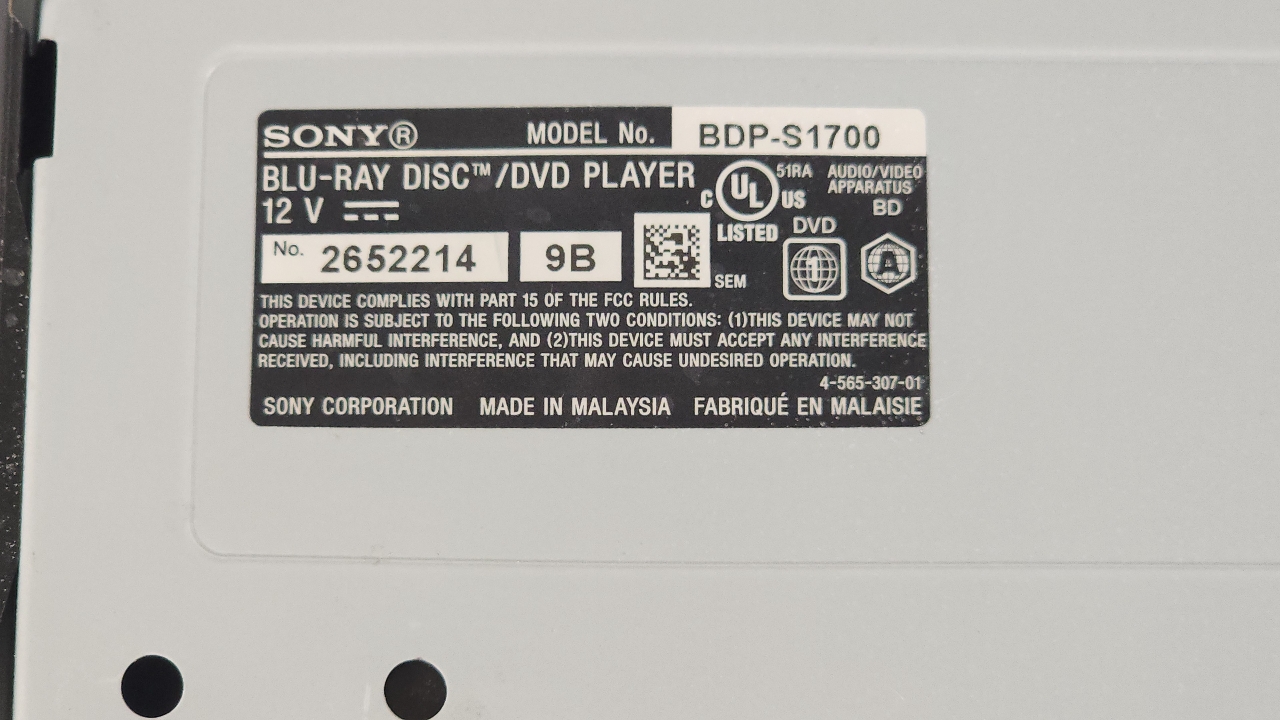 SONY® MODEL No. BDP-S1700
BLU-RAY DISC™/DVD PLAYER
12 V
C UL US LISTED
51RA AUDIO/VIDEO
APPARATUS
DVD BD
1 A
No. 2652214 9B
SEM
THIS DEVICE COMPLIES WITH PART 15 OF THE FCC RULES.
OPERATION IS SUBJECT TO THE FOLLOWING TWO CONDITIONS: (1)THIS DEVICE MAY NOT
CAUSE HARMFUL INTERFERENCE, AND (2)THIS DEVICE MUST ACCEPT ANY INTERFERENCE
RECEIVED, INCLUDING INTERFERENCE THAT MAY CAUSE UNDESIRED OPERATION.
4-565-307-01
SONY CORPORATION MADE IN MALAYSIA FABRIQUÉ EN MALAISIE